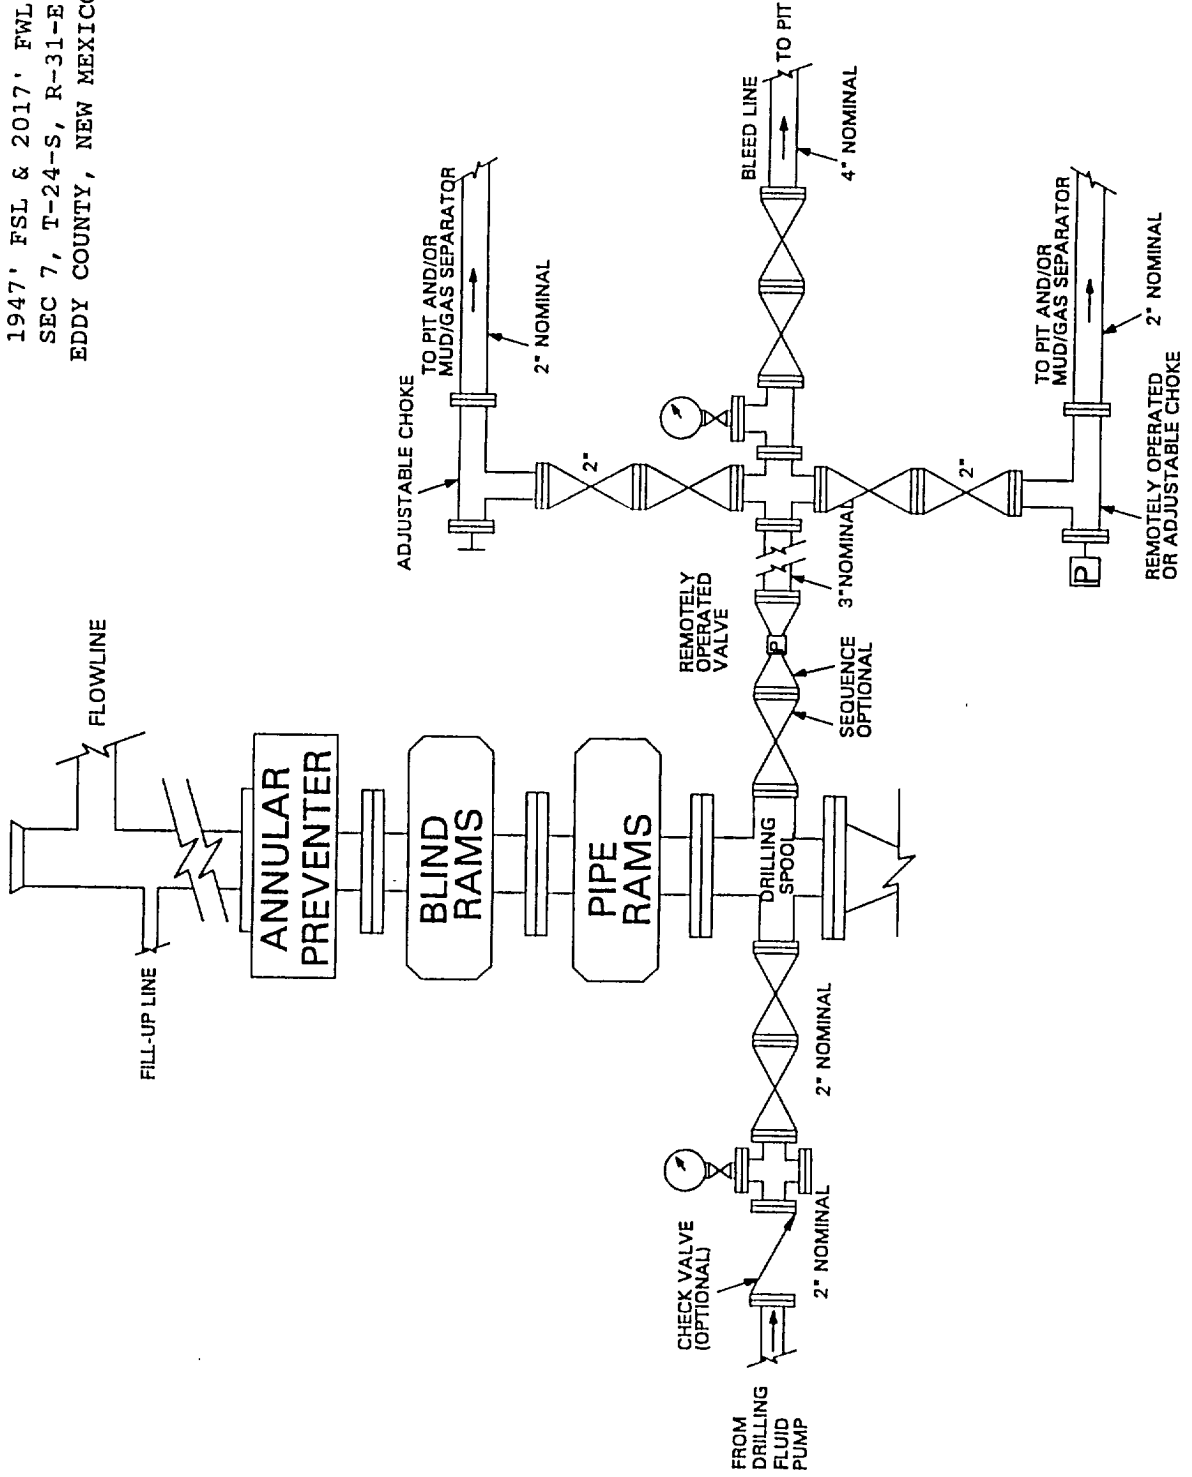 1947' FSL & 2017' FWL
SEC 7, T-24-S, R-31-E
EDDY COUNTY, NEW MEXICO
FLOWLINE
FILL-UP LINE
ANNULAR
PREVENTER
BLIND
RAMS
PIPE
RAMS
DRILLING
SPOOL
ADJUSTABLE CHOKE
TO PIT AND/OR
MUD/GAS SEPARATOR
2" NOMINAL
2"
BLEED LINE
TO PIT
4" NOMINAL
REMOTELY
OPERATED
VALVE
P
3" NOMINAL
SEQUENCE
OPTIONAL
2"
TO PIT AND/OR
MUD/GAS SEPARATOR
2" NOMINAL
P
REMOTELY OPERATED
OR ADJUSTABLE CHOKE
2" NOMINAL
CHECK VALVE
(OPTIONAL)
2" NOMINAL
FROM
DRILLING
FLUID
PUMP